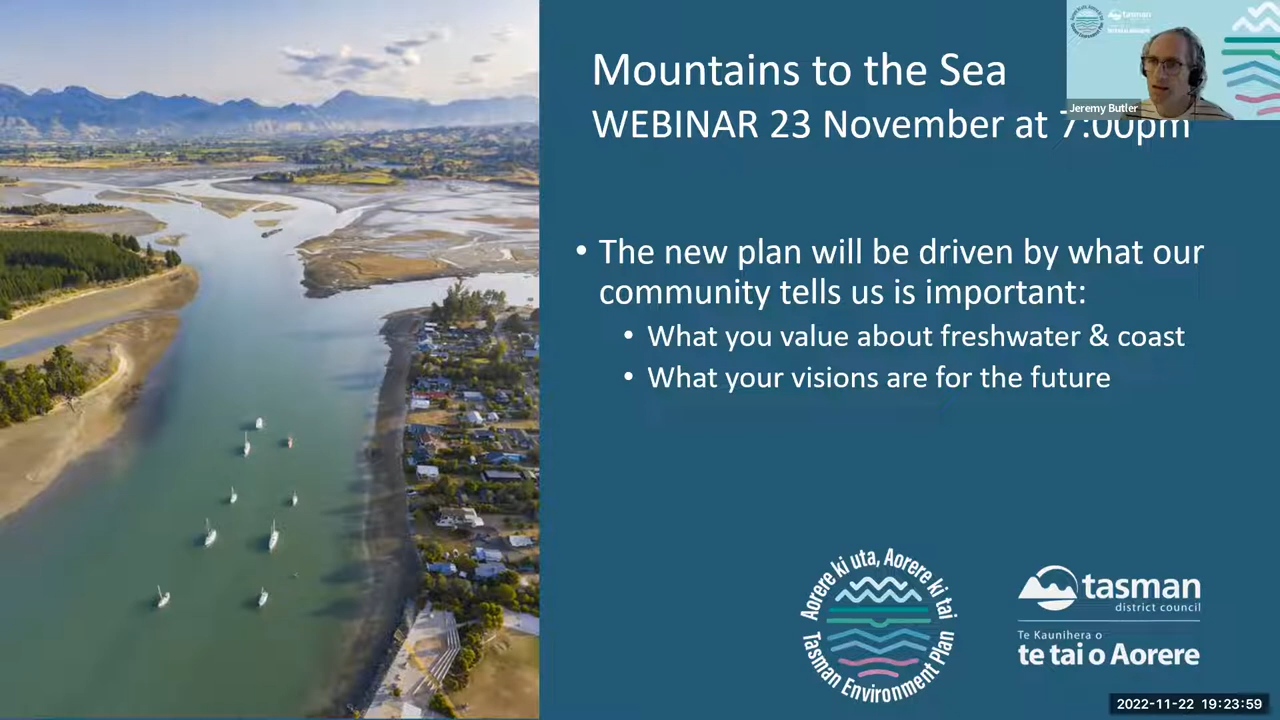 Mountains to the Sea
WEBINAR 23 November at 7:00pm
tasman
Jeremy Butler
• The new plan will be driven by what our
community tells us is important:
• What you value about freshwater & coast
• What your visions are for the future
Aorere ki uta, Aorere ki tai
Tasman Environment Plan
tasman
district council
Te Kaunihera o
te tai o Aorere
2022-11-22 19:23:59